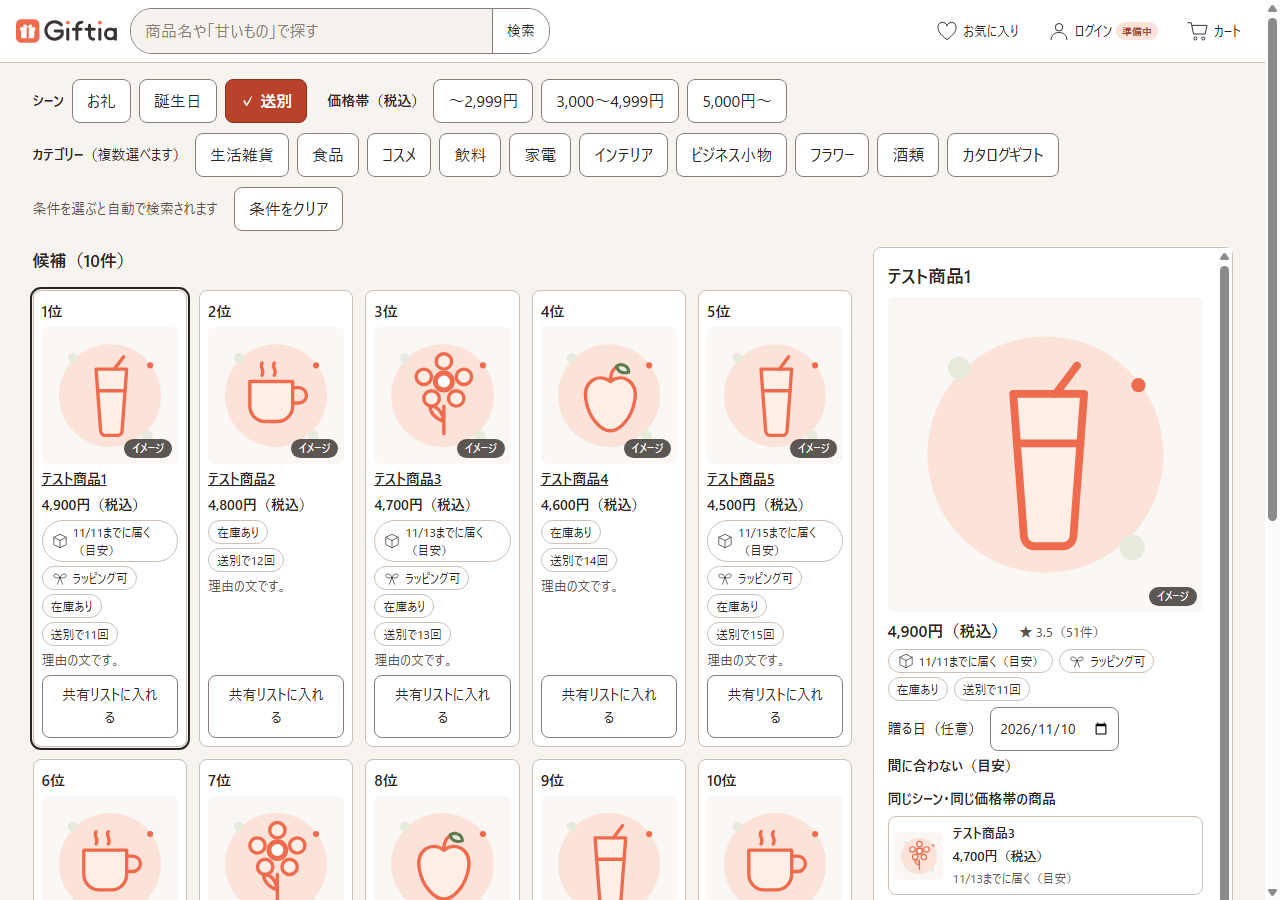 Giftia
商品名や「甘いもの」で探す
検索
お気に入り
ログイン 準備中
カート
シーン お礼 誕生日 ✓ 送別 価格帯（税込） ～2,999円 3,000～4,999円 5,000円～
カテゴリー（複数選べます） 生活雑貨 食品 コスメ 飲料 家電 インテリア ビジネス小物 フラワー 酒類 カタログギフト
条件を選ぶと自動で検索されます 条件をクリア
候補（10件）
1位
イメージ
テスト商品1
4,900円（税込）
11/11までに届く
（目安）
ラッピング可
在庫あり
送別で11回
理由の文です。
共有リストに入れ
る
2位
イメージ
テスト商品2
4,800円（税込）
在庫あり
送別で12回
理由の文です。
共有リストに入れ
る
3位
イメージ
テスト商品3
4,700円（税込）
11/13までに届く
（目安）
ラッピング可
在庫あり
送別で13回
理由の文です。
共有リストに入れ
る
4位
イメージ
テスト商品4
4,600円（税込）
在庫あり
送別で14回
理由の文です。
共有リストに入れ
る
5位
イメージ
テスト商品5
4,500円（税込）
11/15までに届く
（目安）
ラッピング可
在庫あり
送別で15回
理由の文です。
共有リストに入れ
る
6位
7位
8位
9位
10位
テスト商品1
イメージ
4,900円（税込） ★ 3.5（51件）
11/11までに届く（目安） ラッピング可
在庫あり 送別で11回
贈る日（任意） 2026/11/10
間に合わない（目安）
同じシーン・同じ価格帯の商品
テスト商品3
4,700円（税込）
11/13までに届く（目安）